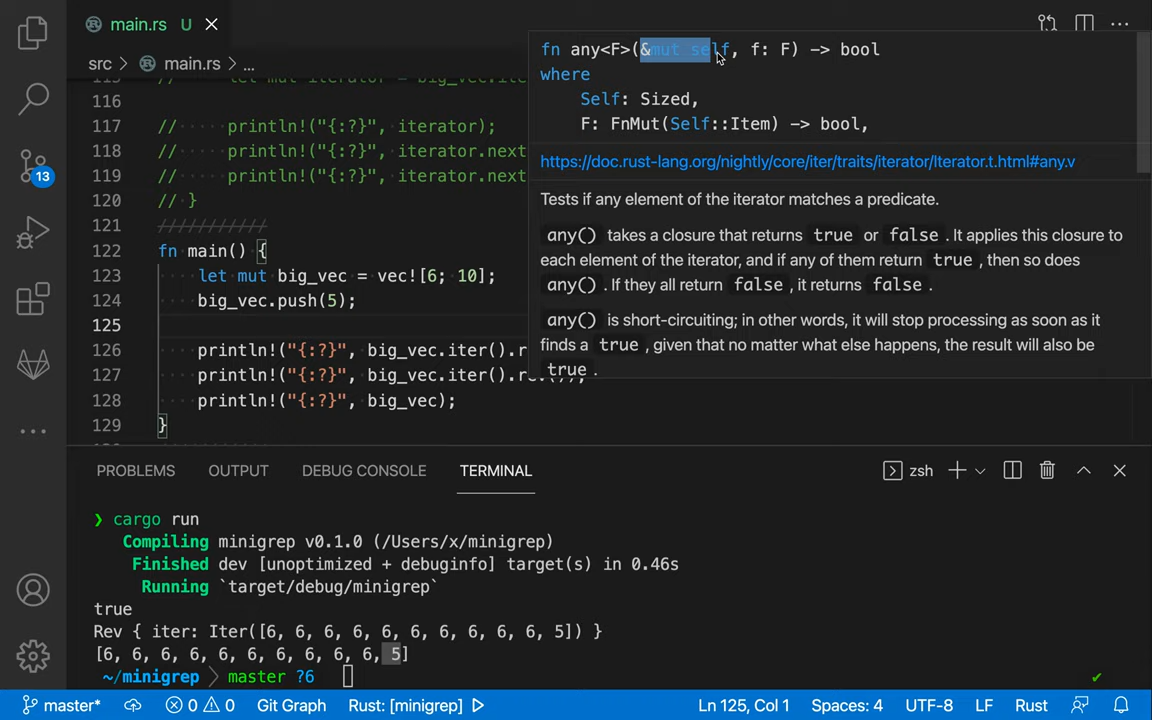 main.rs U
src > main.rs > ...
115 // let mut iterator = big_vec.ite
116
117 // println!("{:?}", iterator);
118 // println!("{:?}", iterator.next
119 // println!("{:?}", iterator.next
120 // }
121 ///////////
122 fn main() {
123 let mut big_vec = vec![6; 10];
124 big_vec.push(5);
125
126 println!("{:?}", big_vec.iter().r
127 println!("{:?}", big_vec.iter().rev());
128 println!("{:?}", big_vec);
129 }
fn any<F>(&mut self, f: F) -> bool
where
Self: Sized,
F: FnMut(Self::Item) -> bool,
https://doc.rust-lang.org/nightly/core/iter/traits/iterator/Iterator.t.html#any.v
Tests if any element of the iterator matches a predicate.
any() takes a closure that returns true or false. It applies this closure to
each element of the iterator, and if any of them return true, then so does
any(). If they all return false, it returns false.
any() is short-circuiting; in other words, it will stop processing as soon as it
finds a true, given that no matter what else happens, the result will also be
true.
13
PROBLEMS OUTPUT DEBUG CONSOLE TERMINAL zsh
❯ cargo run
Compiling minigrep v0.1.0 (/Users/x/minigrep)
Finished dev [unoptimized + debuginfo] target(s) in 0.46s
Running `target/debug/minigrep`
true
Rev { iter: Iter([6, 6, 6, 6, 6, 6, 6, 6, 6, 6, 5]) }
[6, 6, 6, 6, 6, 6, 6, 6, 6, 6, 5]
~/minigrep > master ?6 ✔
master* 0 0 Git Graph Rust: [minigrep] Ln 125, Col 1 Spaces: 4 UTF-8 LF Rust